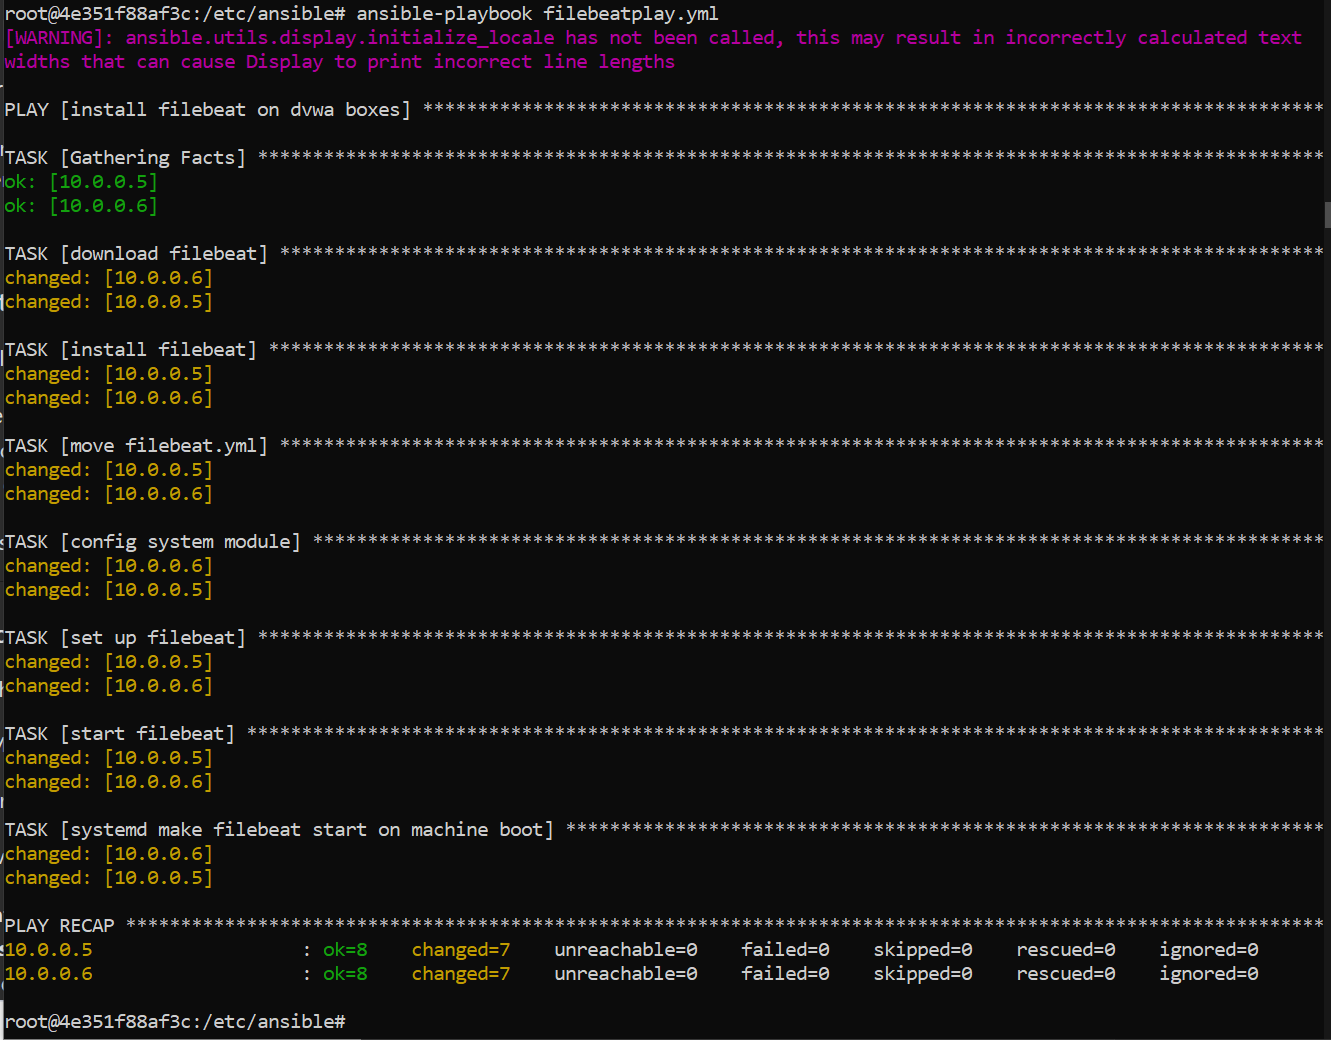 root@4e351f88af3c:/etc/ansible# ansible-playbook filebeatplay.yml
[WARNING]: ansible.utils.display.initialize_locale has not been called, this may result in incorrectly calculated text
widths that can cause Display to print incorrect line lengths
PLAY [install filebeat on dvwa boxes] **********************************************************************************
TASK [Gathering Facts] *************************************************************************************************
ok: [10.0.0.5]
ok: [10.0.0.6]
TASK [download filebeat] ***********************************************************************************************
changed: [10.0.0.6]
changed: [10.0.0.5]
TASK [install filebeat] ************************************************************************************************
changed: [10.0.0.5]
changed: [10.0.0.6]
TASK [move filebeat.yml] ***********************************************************************************************
changed: [10.0.0.5]
changed: [10.0.0.6]
TASK [config system module] ********************************************************************************************
changed: [10.0.0.6]
changed: [10.0.0.5]
TASK [set up filebeat] *************************************************************************************************
changed: [10.0.0.5]
changed: [10.0.0.6]
TASK [start filebeat] **************************************************************************************************
changed: [10.0.0.5]
changed: [10.0.0.6]
TASK [systemd make filebeat start on machine boot] *********************************************************************
changed: [10.0.0.6]
changed: [10.0.0.5]
PLAY RECAP *************************************************************************************************************
10.0.0.5                   : ok=8    changed=7    unreachable=0    failed=0    skipped=0    rescued=0    ignored=0
10.0.0.6                   : ok=8    changed=7    unreachable=0    failed=0    skipped=0    rescued=0    ignored=0
root@4e351f88af3c:/etc/ansible#